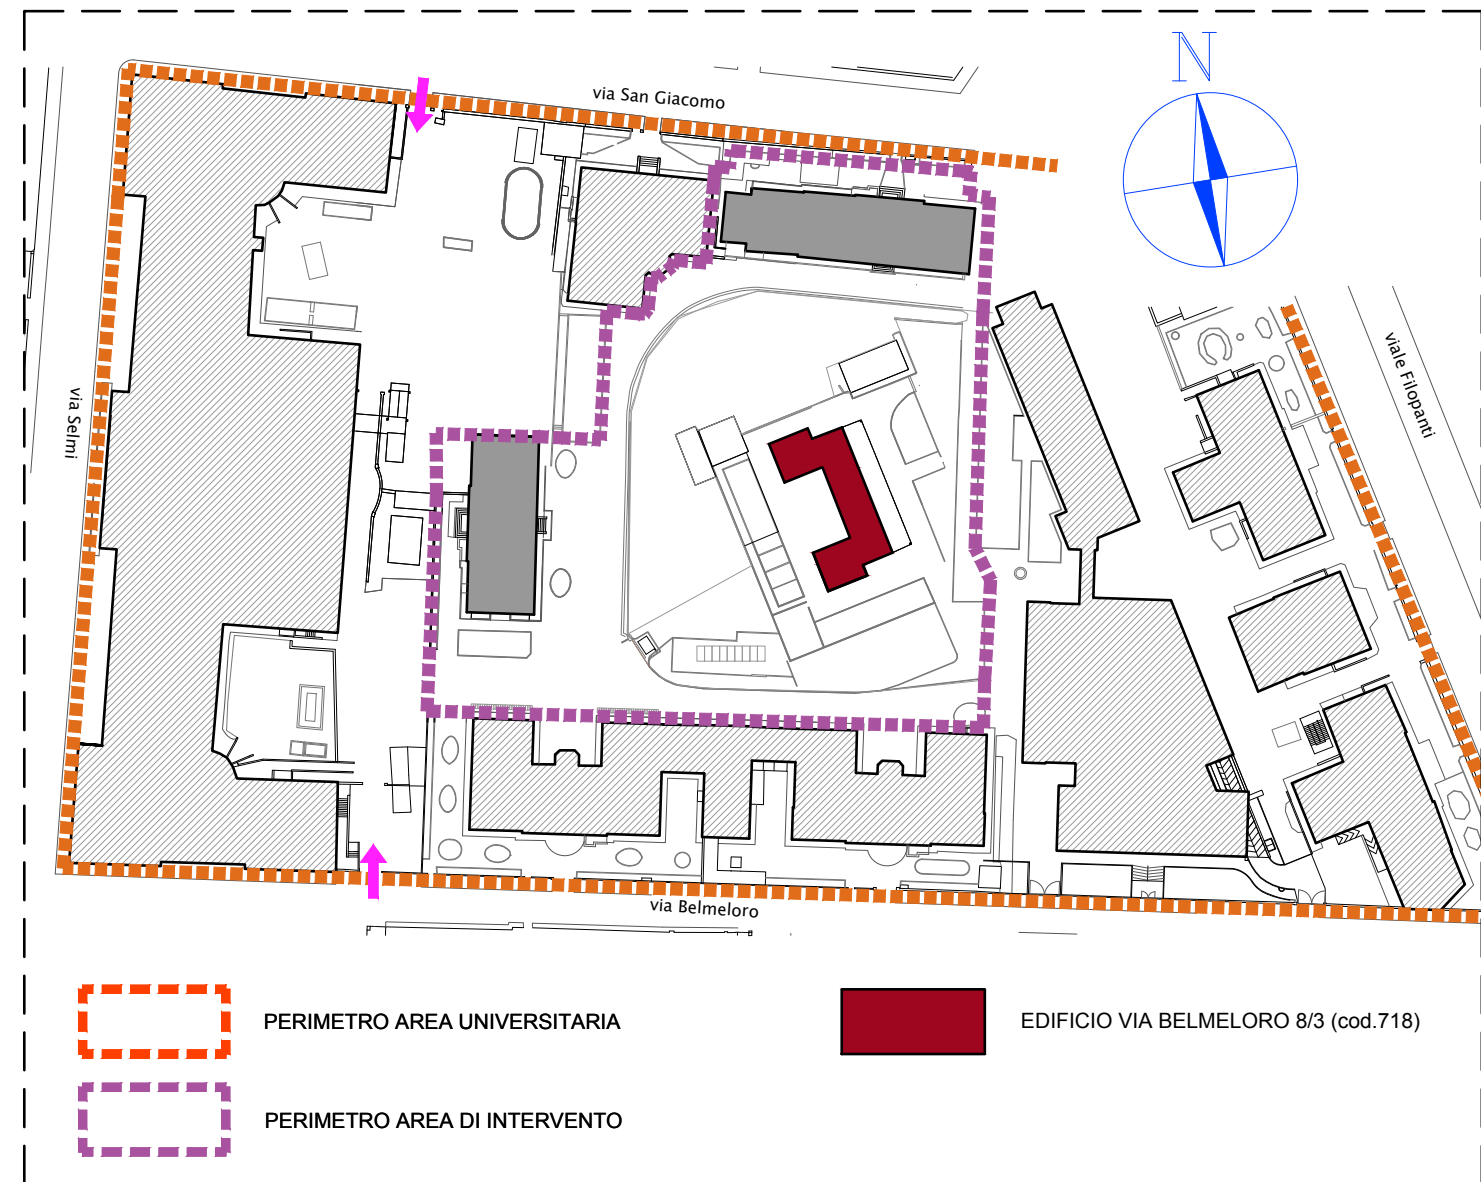 N
via San Giacomo
viale Filopanti
via Selmi
via Belmeloro
PERIMETRO AREA UNIVERSITARIA
EDIFICIO VIA BELMELORO 8/3 (cod.718)
PERIMETRO AREA DI INTERVENTO